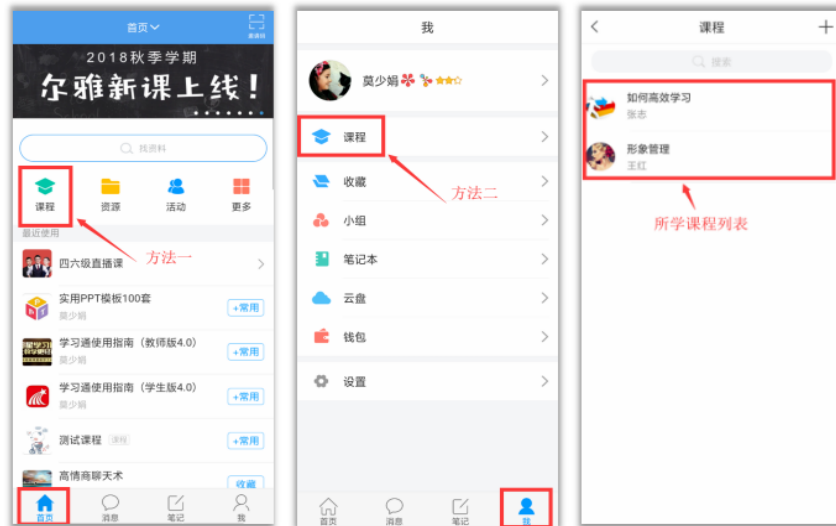 首页
邀请码
2018秋季学期
尔雅新课上线！
找资料
课程
资源
活动
更多
方法一
最近使用
四六级直播课
实用PPT模板100套
莫少娟
+常用
学习通使用指南（教师版4.0）
莫少娟
+常用
学习通使用指南（学生版4.0）
莫少娟
+常用
测试课程 课程
+常用
高情商聊天术
收藏
首页
消息
笔记
我
我
莫少娟
课程
收藏
方法二
小组
笔记本
云盘
钱包
设置
首页
消息
笔记
我
课程
搜索
如何高效学习
张志
形象管理
王红
所学课程列表